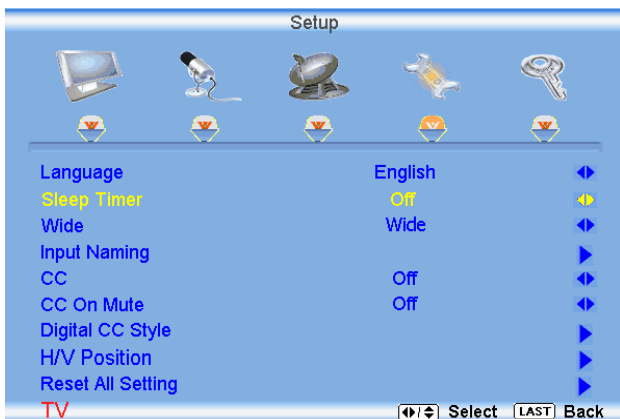 Setup
Language English
Sleep Timer Off
Wide Wide
Input Naming
CC Off
CC On Mute Off
Digital CC Style
H/V Position
Reset All Setting
TV / Select LAST Back